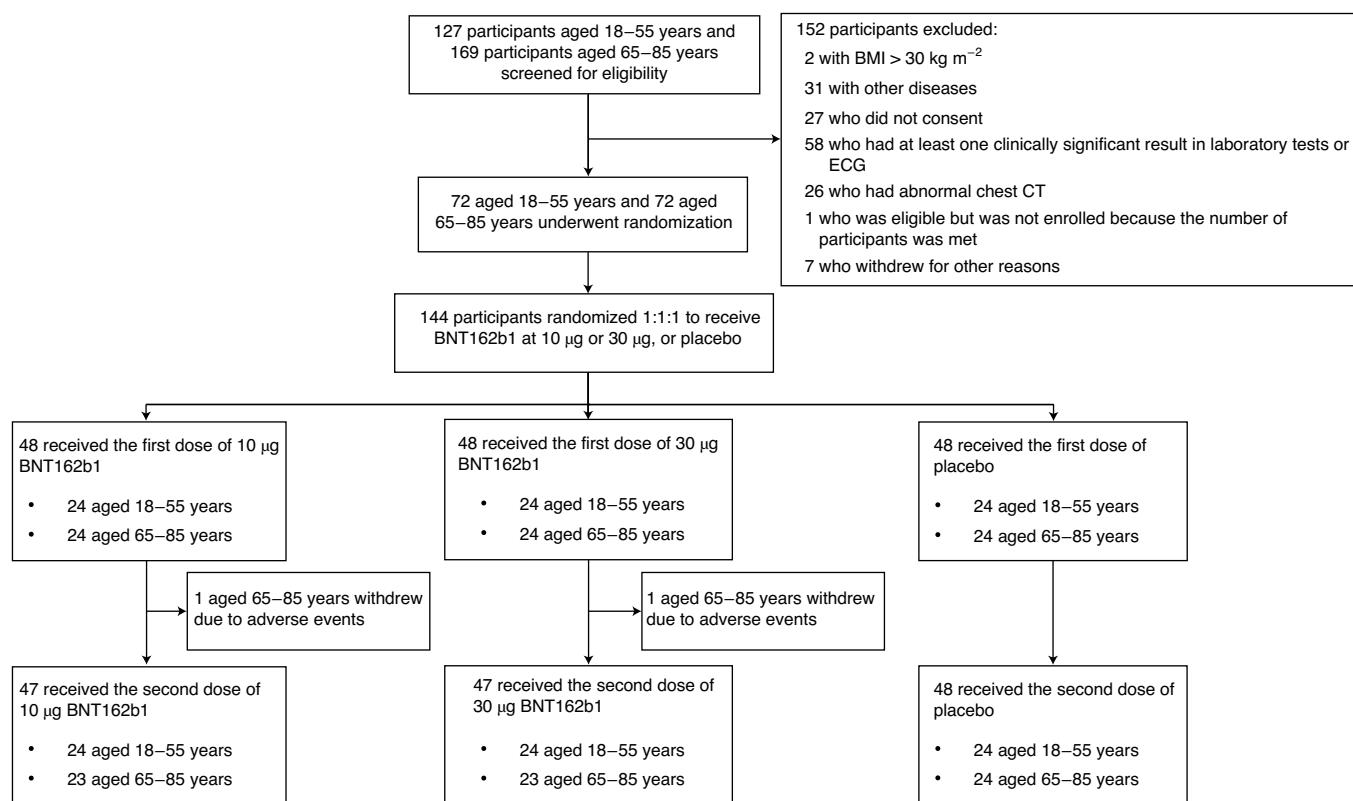 127 participants aged 18–55 years and
169 participants aged 65–85 years
screened for eligibility
152 participants excluded:
2 with BMI > 30 kg m⁻²
31 with other diseases
27 who did not consent
58 who had at least one clinically significant result in laboratory tests or
ECG
26 who had abnormal chest CT
1 who was eligible but was not enrolled because the number of
participants was met
7 who withdrew for other reasons
72 aged 18–55 years and 72 aged
65–85 years underwent randomization
144 participants randomized 1:1:1 to receive
BNT162b1 at 10 μg or 30 μg, or placebo
48 received the first dose of 10 μg
BNT162b1
• 24 aged 18–55 years
• 24 aged 65–85 years
48 received the first dose of 30 μg
BNT162b1
• 24 aged 18–55 years
• 24 aged 65–85 years
48 received the first dose of
placebo
• 24 aged 18–55 years
• 24 aged 65–85 years
1 aged 65–85 years withdrew
due to adverse events
1 aged 65–85 years withdrew
due to adverse events
47 received the second dose of
10 μg BNT162b1
• 24 aged 18–55 years
• 23 aged 65–85 years
47 received the second dose of
30 μg BNT162b1
• 24 aged 18–55 years
• 23 aged 65–85 years
48 received the second dose of
placebo
• 24 aged 18–55 years
• 24 aged 65–85 years